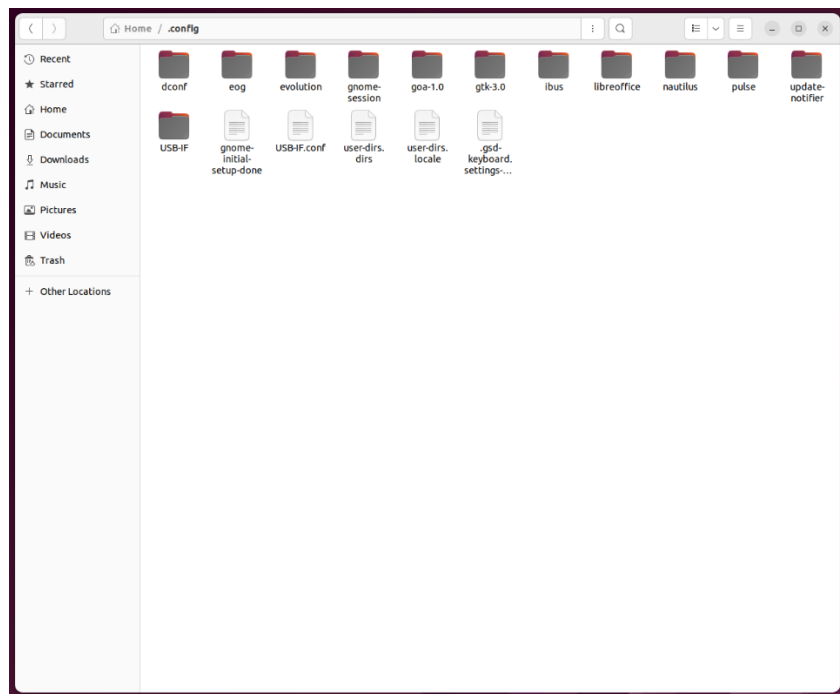 Home / .config
Recent
Starred
Home
Documents
Downloads
Music
Pictures
Videos
Trash
+ Other Locations
dconf
eog
evolution
gnome-
session
goa-1.0
gtk-3.0
ibus
libreoffice
nautilus
pulse
update-
notifier
USB-IF
gnome-
initial-
setup-done
USB-IF.conf
user-dirs.
dirs
user-dirs.
locale
.gsd-
keyboard.
settings-...